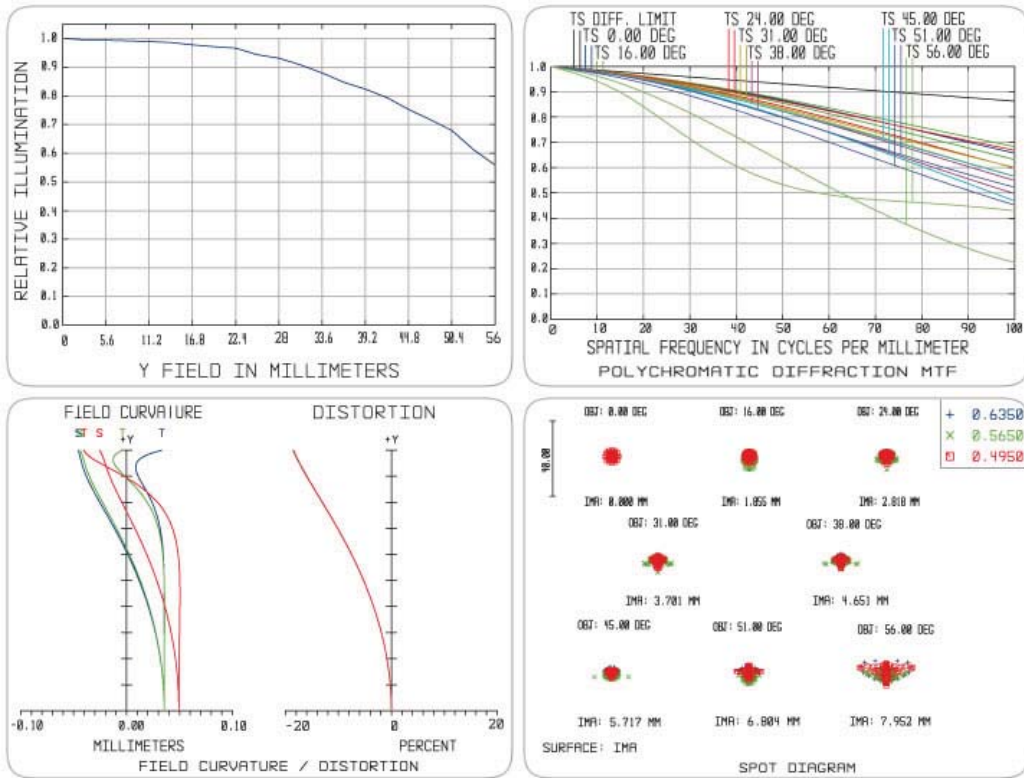 RELATIVE ILLUMINATION
1.0
0.9
0.8
0.7
0.6
0.5
0.4
0.3
0.2
0.1
0.0
0 5.6 11.2 16.8 22.4 28 33.6 39.2 44.8 50.4 56
Y FIELD IN MILLIMETERS
TS DIFF. LIMIT TS 24.00 DEG TS 45.00 DEG
TS 0.00 DEG TS 31.00 DEG TS 51.00 DEG
TS 16.00 DEG TS 38.00 DEG TS 56.00 DEG
1.0
0.9
0.8
0.7
0.6
0.5
0.4
0.3
0.2
0.1
0.0
0 10 20 30 40 50 60 70 80 90 100
SPATIAL FREQUENCY IN CYCLES PER MILLIMETER
POLYCHROMATIC DIFFRACTION MTF
FIELD CURVATURE DISTORTION
T S T T
+Y +Y
-0.10 0.00 0.10 -20 0 20
MILLIMETERS PERCENT
FIELD CURVATURE / DISTORTION
+ 0.6350
× 0.5650
0.4950
40.00
OBJ: 0.00 DEG OBJ: 16.00 DEG OBJ: 24.00 DEG
IMA: 0.000 MM IMA: 1.855 MM IMA: 2.818 MM
OBJ: 31.00 DEG OBJ: 38.00 DEG
IMA: 3.701 MM IMA: 4.651 MM
OBJ: 45.00 DEG OBJ: 51.00 DEG OBJ: 56.00 DEG
IMA: 5.717 MM IMA: 6.804 MM IMA: 7.952 MM
SURFACE: IMA
SPOT DIAGRAM